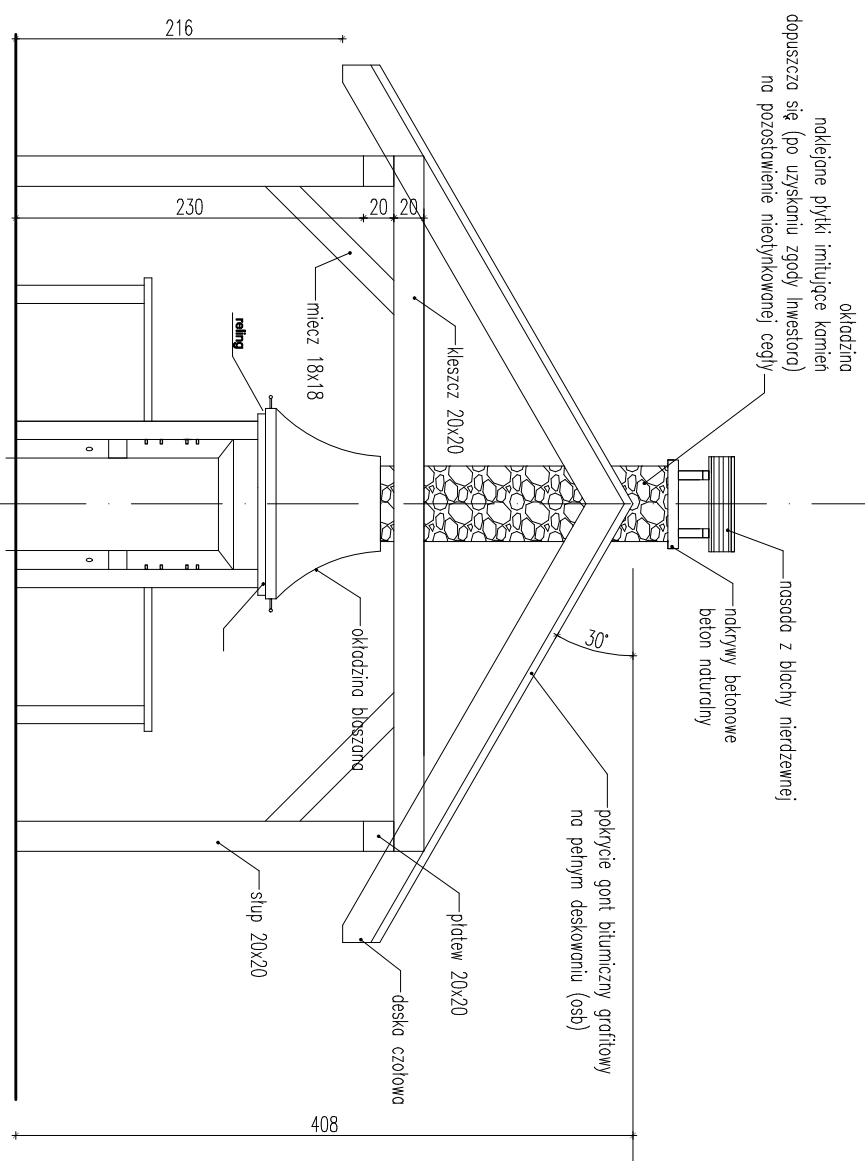 okładzina
naklejane płytki imitujące kamień
dopuszcza się (po uzyskaniu zgody Inwestora)
na pozostawienie nieotynkowanej cegły
nasada z blachy nierdzewnej
nakrywy betonowe
beton naturalny
pokrycie gont bitumiczny grafitowy
na pełnym deskowaniu (osb)
30°
kleszcz 20x20
miecz 18x18
reling
okładzina blaszana
płatew 20x20
słup 20x20
deska czołowa
216
230
20
20
408